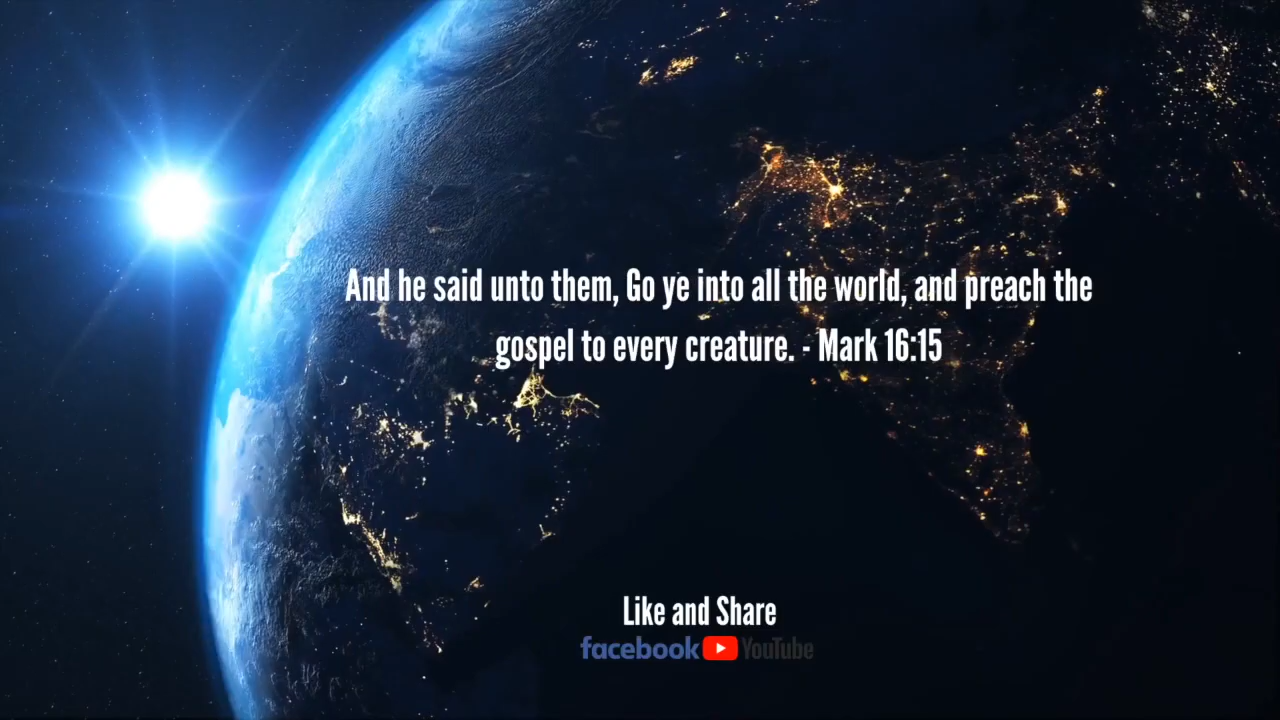 And he said unto them, Go ye into all the world, and preach the
gospel to every creature. - Mark 16:15
Like and Share
facebook YouTube